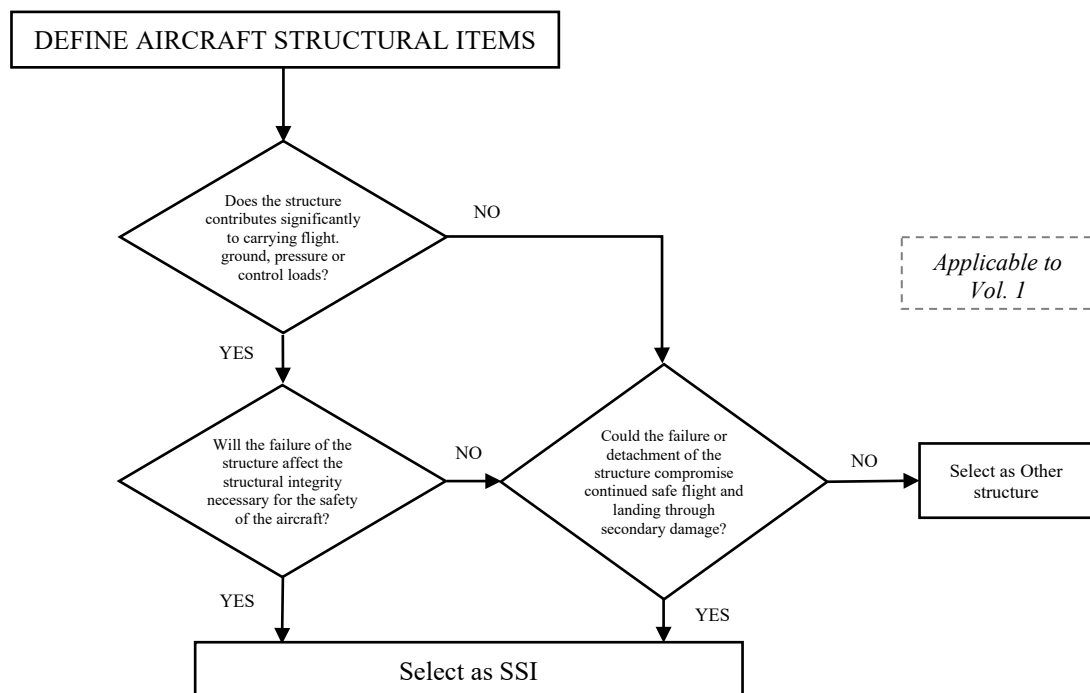 DEFINE AIRCRAFT STRUCTURAL ITEMS
Does the structure
contributes significantly
to carrying flight.
ground, pressure or
control loads?
NO
Applicable to
Vol. 1
YES
Will the failure of the
structure affect the
structural integrity
necessary for the safety
of the aircraft?
NO
Could the failure or
detachment of the
structure compromise
continued safe flight and
landing through
secondary damage?
NO
Select as Other
structure
YES
YES
Select as SSI